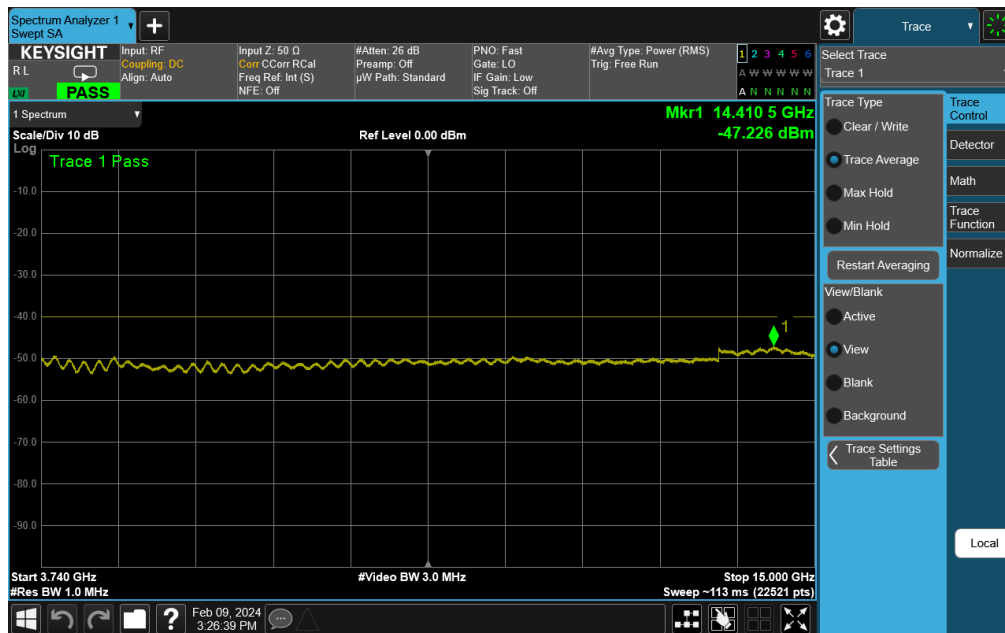 Spectrum Analyzer 1
Swept SA
+
Trace
KEYSIGHT
R L
LXI
PASS
Input: RF
Coupling: DC
Align: Auto
Input Z: 50 Ω
Corr CCorr RCal
Freq Ref: Int (S)
NFE: Off
#Atten: 26 dB
Preamp: Off
µW Path: Standard
PNO: Fast
Gate: LO
IF Gain: Low
Sig Track: Off
#Avg Type: Power (RMS)
Trig: Free Run
1 2 3 4 5 6
A W W W W W
A N N N N N
Select Trace
Trace 1
1 Spectrum
Scale/Div 10 dB
Ref Level 0.00 dBm
Mkr1 14.410 5 GHz
-47.226 dBm
Log
Trace 1 Pass
-10.0
-20.0
-30.0
-40.0
-50.0
-60.0
-70.0
-80.0
-90.0
1
Start 3.740 GHz
#Res BW 1.0 MHz
#Video BW 3.0 MHz
Stop 15.000 GHz
Sweep ~113 ms (22521 pts)
Trace Type
Clear / Write
Trace Average
Max Hold
Min Hold
Restart Averaging
View/Blank
Active
View
Blank
Background
Trace Settings
Table
Trace
Control
Detector
Math
Trace
Function
Normalize
Local
?
Feb 09, 2024
3:26:39 PM